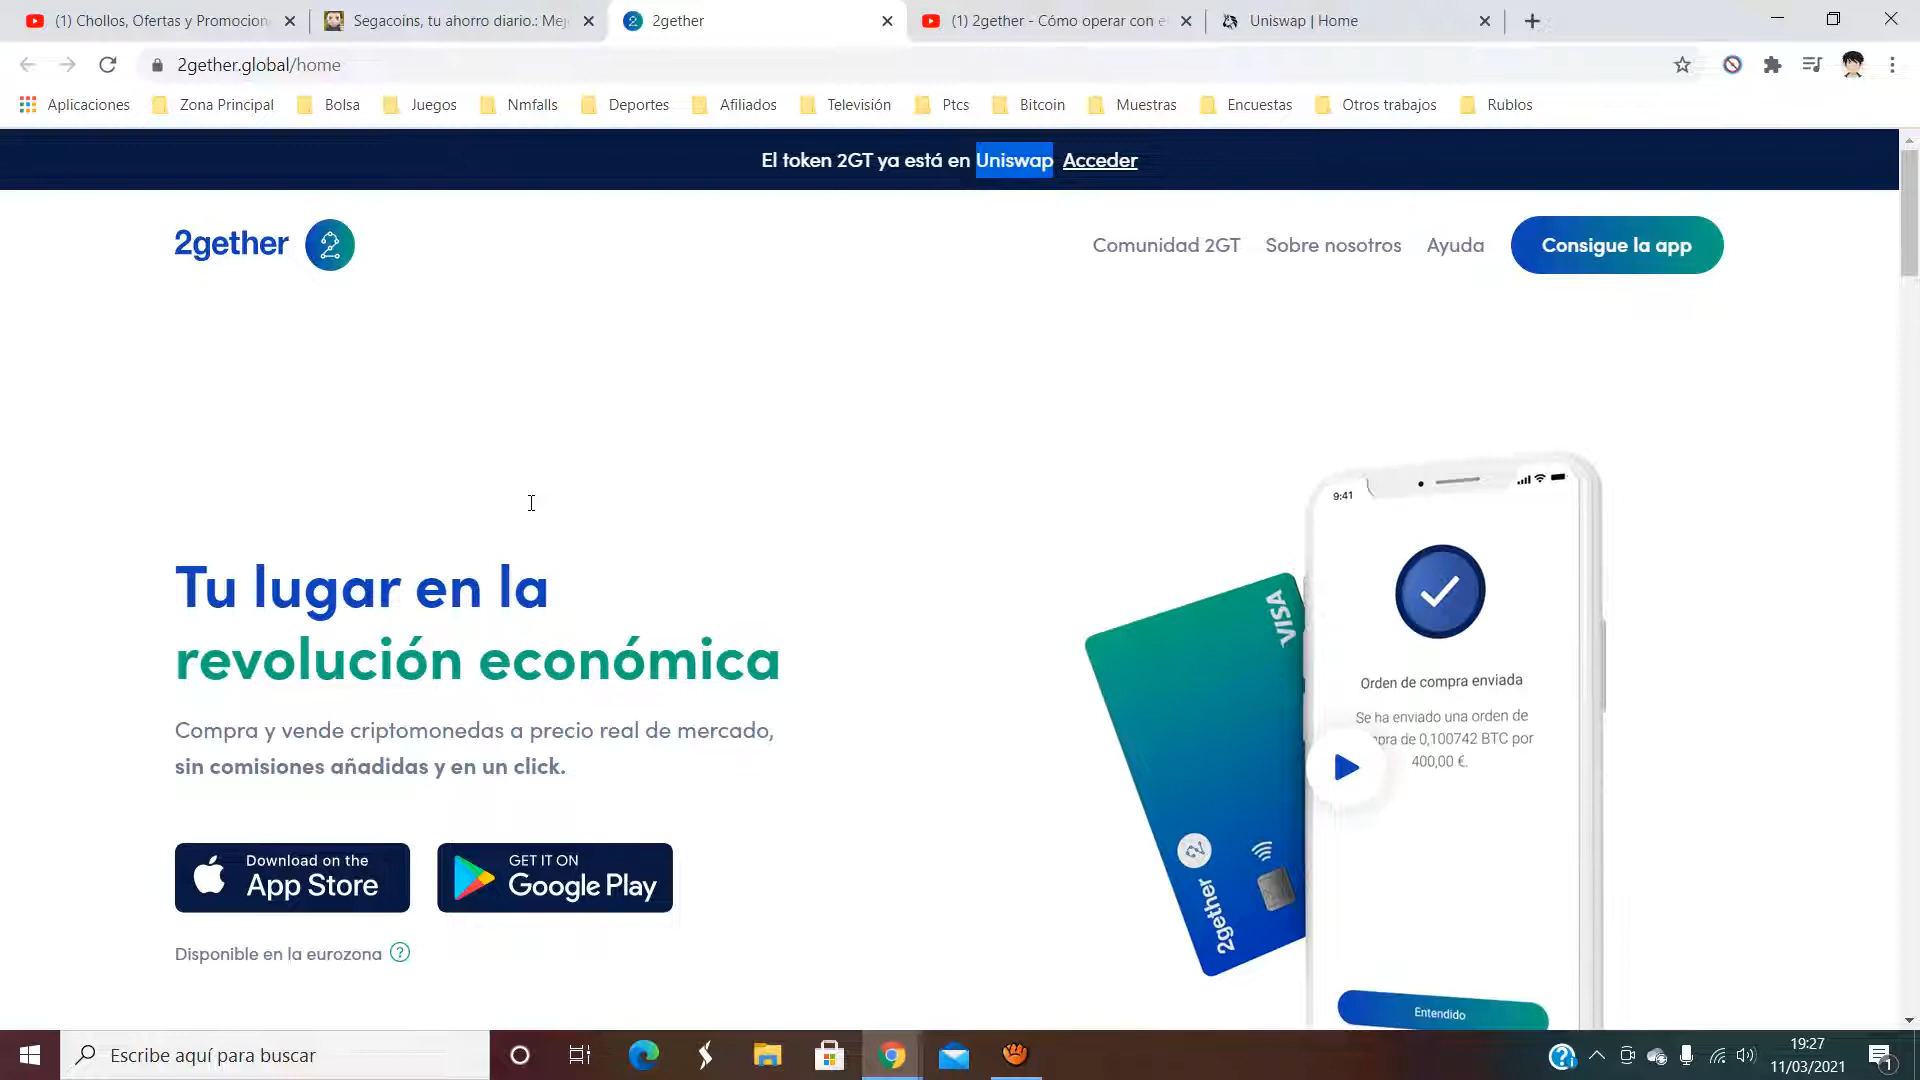 (1) Chollos, Ofertas y Promocion
Segacoins, tu ahorro diario.: Mej
2gether
(1) 2gether - Cómo operar con e
Uniswap | Home
2gether.global/home
Aplicaciones
Zona Principal
Bolsa
Juegos
Nmfalls
Deportes
Afiliados
Televisión
Ptcs
Bitcoin
Muestras
Encuestas
Otros trabajos
Rublos
El token 2GT ya está en Uniswap Acceder
2gether
Comunidad 2GT
Sobre nosotros
Ayuda
Consigue la app
Tu lugar en la
revolución económica
Compra y vende criptomonedas a precio real de mercado,
sin comisiones añadidas y en un click.
Download on the
App Store
GET IT ON
Google Play
Disponible en la eurozona ?
VISA
2gether
9:41
Orden de compra enviada
Se ha enviado una orden de
pra de 0,100742 BTC por
400,00 €.
Entendido
Escribe aquí para buscar
19:27
11/03/2021
1